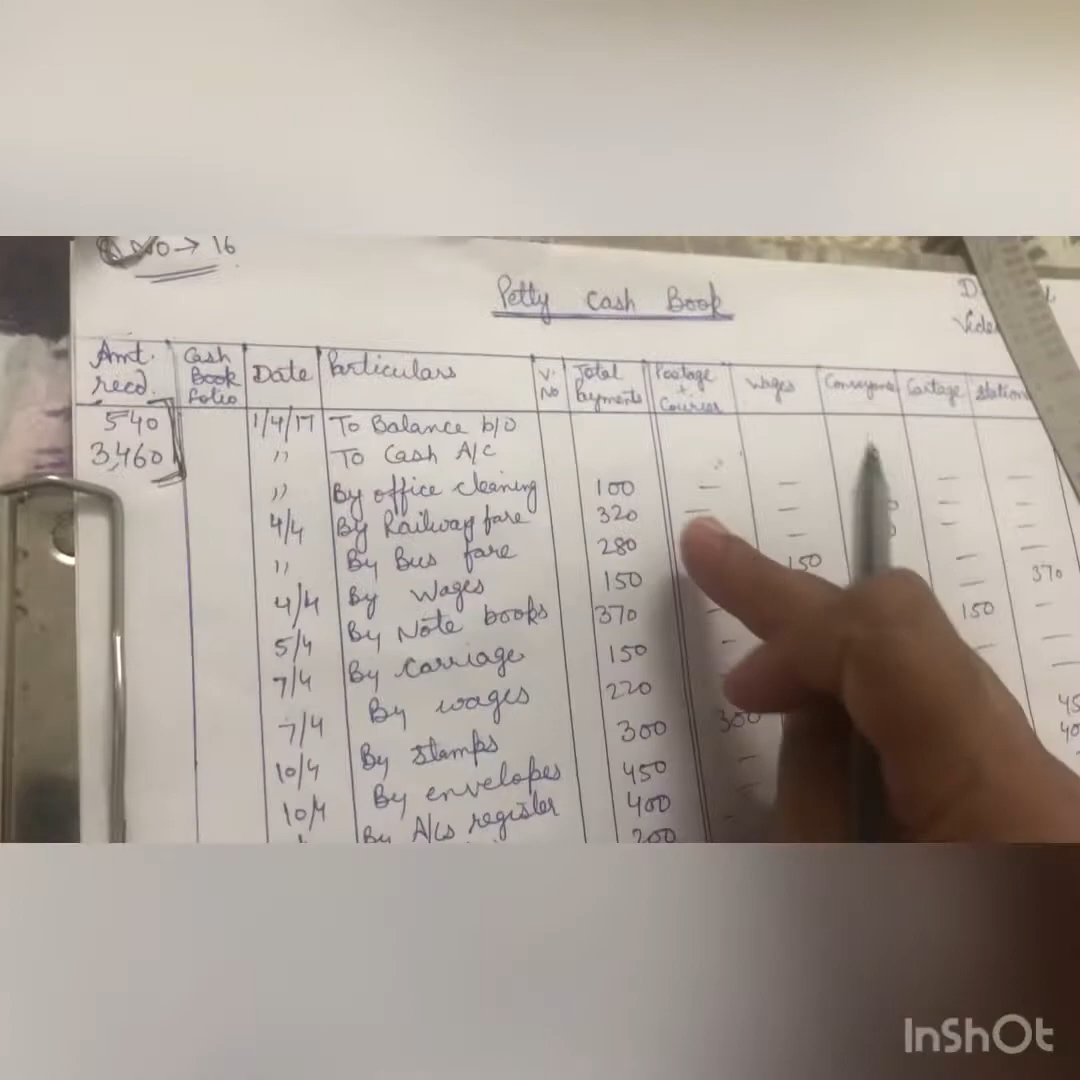 No → 16
Petty Cash Book
Amt. recd. Cash Book folio Date Particulars V. No Total Payments Postage + Courier Wages Conveyance Cartage
540 1/4/17 To Balance b/d
3,460 " To Cash A/c
" By office cleaning 100 — — — —
4/4 By Railway fare 320 — — — —
" By Bus fare 280 — — —
4/4 By Wages 150 150 —
5/4 By Note books 370 — 370
7/4 By Carriage 150 — 150 —
7/4 By wages 220 — —
10/4 By stamps 300 300 —
10/4 By envelopes 450 —
By A/cs register 400 —
200
InShOt